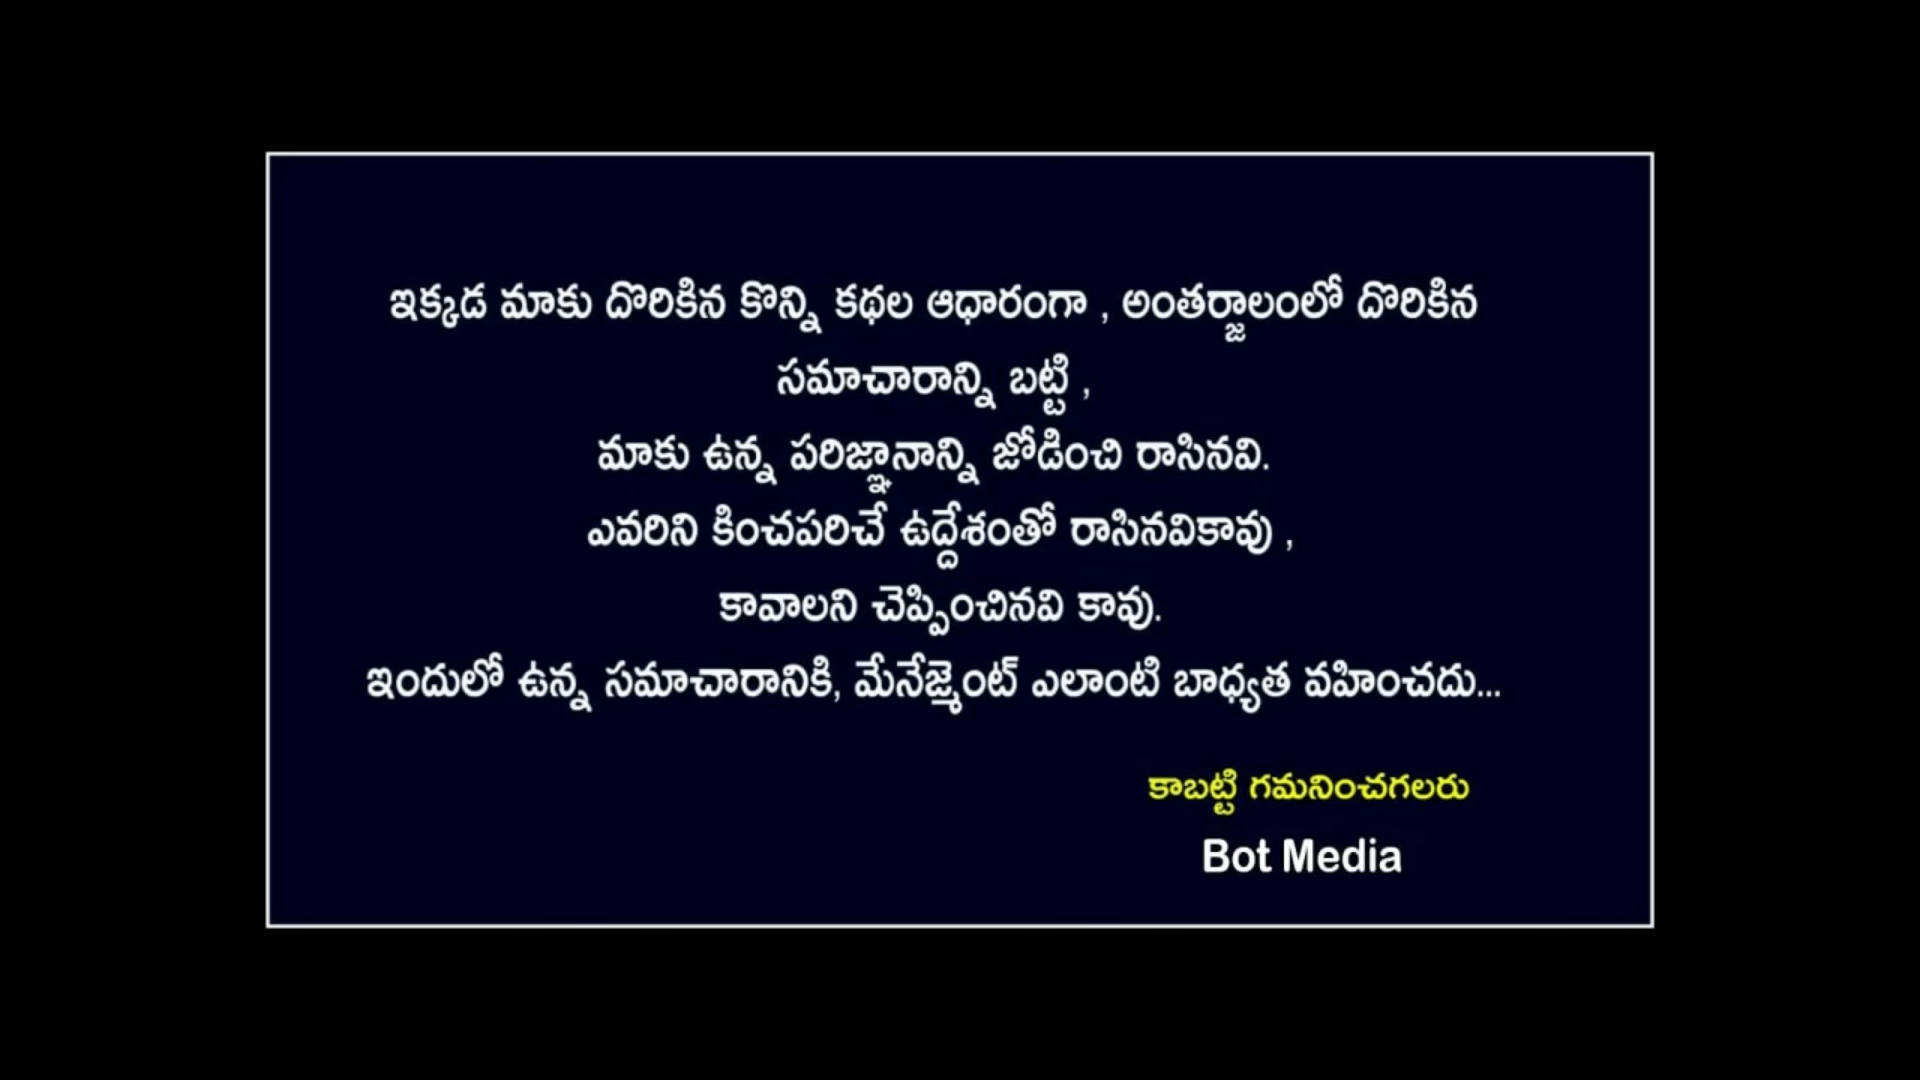 ఇక్కడ మాకు దొరికిన కొన్ని కథల ఆధారంగా , అంతర్జాలంలో దొరికిన
సమాచారాన్ని బట్టి ,
మాకు ఉన్న పరిజ్ఞానాన్ని జోడించి రాసినవి.
ఎవరిని కించపరిచే ఉద్దేశంతో రాసినవికావు ,
కావాలని చెప్పించినవి కావు.
ఇందులో ఉన్న సమాచారానికి, మేనేజ్మెంట్ ఎలాంటి బాధ్యత వహించదు...
కాబట్టి గమనించగలరు
Bot Media